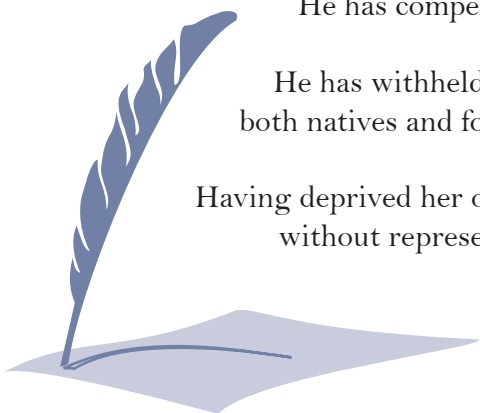 He has compe
He has withheld
both natives and fo
Having deprived her o
without represe